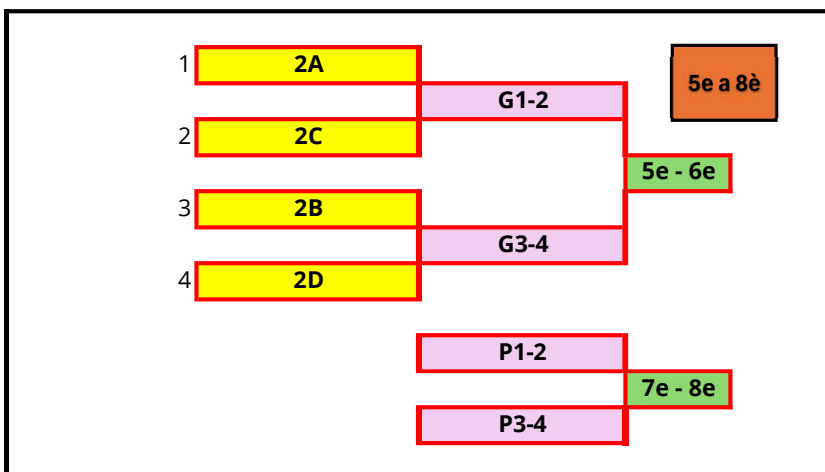 1 2A
5e a 8è
G1-2
2 2C
5e - 6e
3 2B
G3-4
4 2D
P1-2
7e - 8e
P3-4